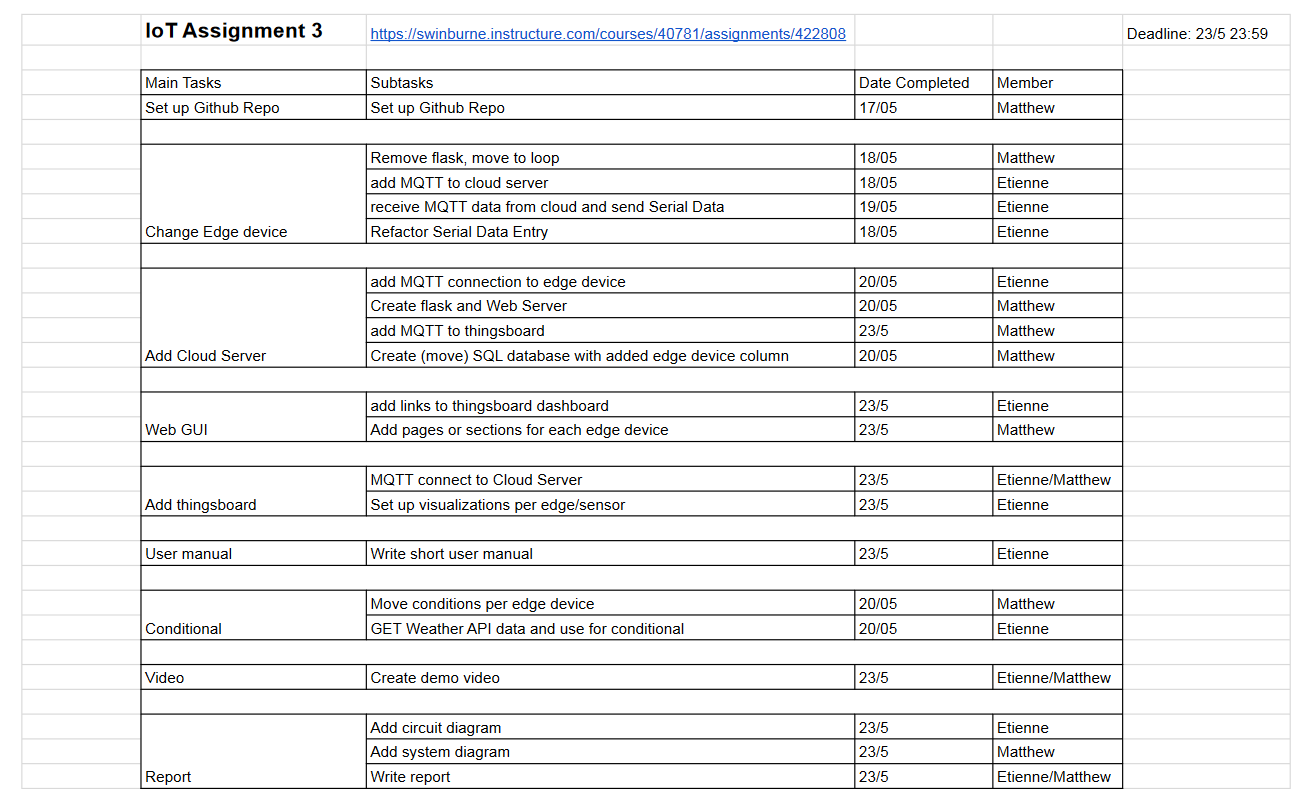 IoT Assignment 3 https://swinburne.instructure.com/courses/40781/assignments/422808 Deadline: 23/5 23:59
Main Tasks Subtasks Date Completed Member
Set up Github Repo Set up Github Repo 17/05 Matthew
Remove flask, move to loop 18/05 Matthew
add MQTT to cloud server 18/05 Etienne
receive MQTT data from cloud and send Serial Data 19/05 Etienne
Change Edge device Refactor Serial Data Entry 18/05 Etienne
add MQTT connection to edge device 20/05 Etienne
Create flask and Web Server 20/05 Matthew
add MQTT to thingsboard 23/5 Matthew
Add Cloud Server Create (move) SQL database with added edge device column 20/05 Matthew
add links to thingsboard dashboard 23/5 Etienne
Web GUI Add pages or sections for each edge device 23/5 Matthew
MQTT connect to Cloud Server 23/5 Etienne/Matthew
Add thingsboard Set up visualizations per edge/sensor 23/5 Etienne
User manual Write short user manual 23/5 Etienne
Move conditions per edge device 20/05 Matthew
Conditional GET Weather API data and use for conditional 20/05 Etienne
Video Create demo video 23/5 Etienne/Matthew
Add circuit diagram 23/5 Etienne
Add system diagram 23/5 Matthew
Report Write report 23/5 Etienne/Matthew